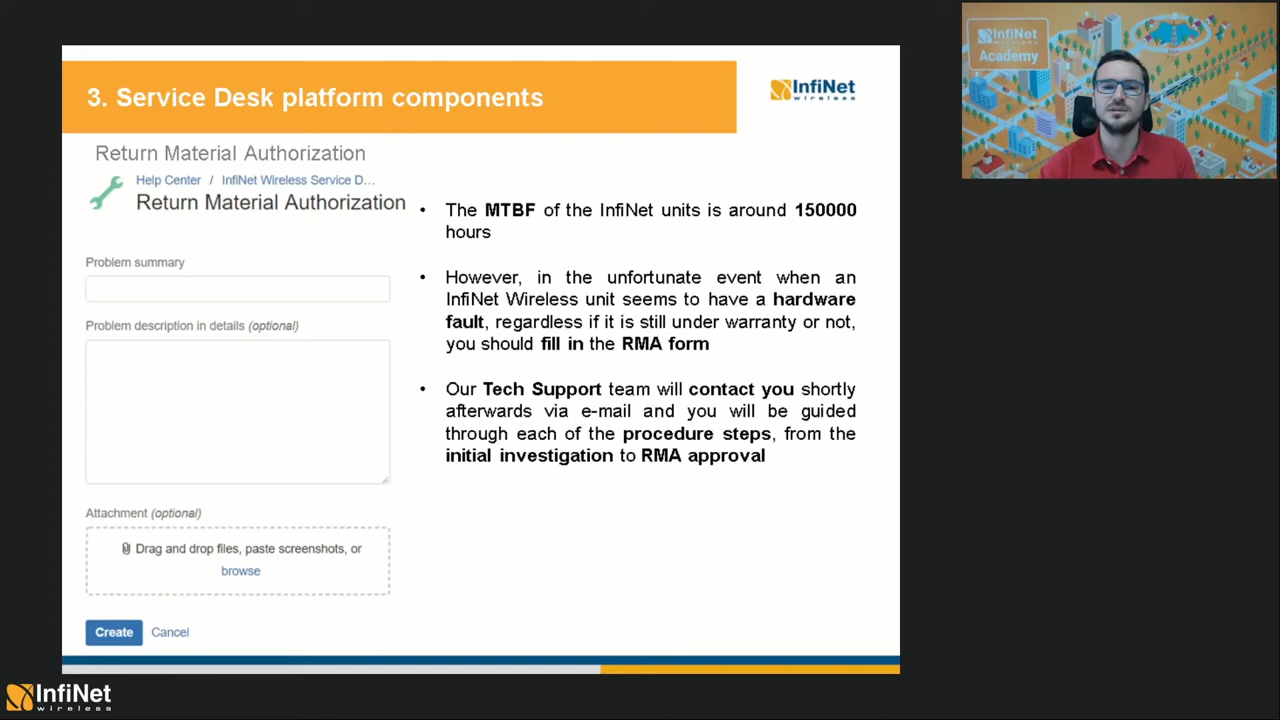 3. Service Desk platform components
InfiNet
wireless
Return Material Authorization
Help Center / InfiNet Wireless Service D...
Return Material Authorization
Problem summary
Problem description in details (optional)
Attachment (optional)
Drag and drop files, paste screenshots, or
browse
Create Cancel
• The MTBF of the InfiNet units is around 150000
hours
• However, in the unfortunate event when an
InfiNet Wireless unit seems to have a hardware
fault, regardless if it is still under warranty or not,
you should fill in the RMA form
• Our Tech Support team will contact you shortly
afterwards via e-mail and you will be guided
through each of the procedure steps, from the
initial investigation to RMA approval
InfiNet
wireless
Academy
InfiNet
wireless